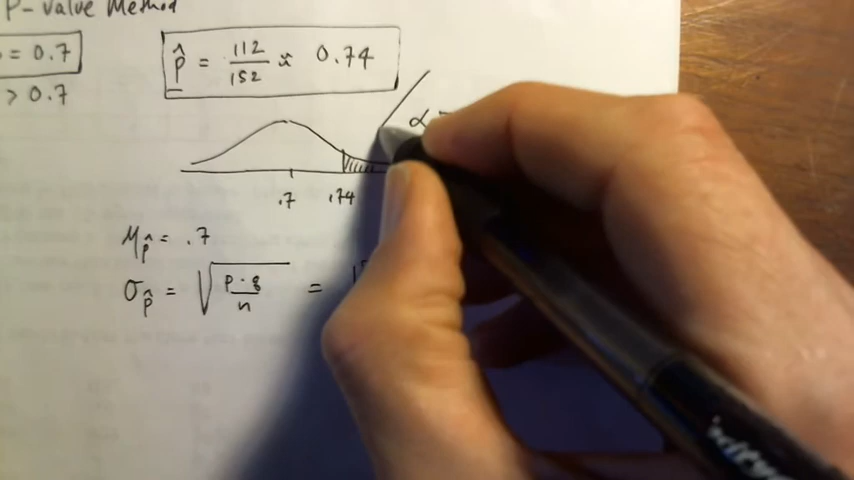 P-Value Method
= 0.7
p̂ = 112/152 ≈ 0.74
> 0.7
α =
.7 .74
μp̂ = .7
σp̂ = √(p·q/n) =